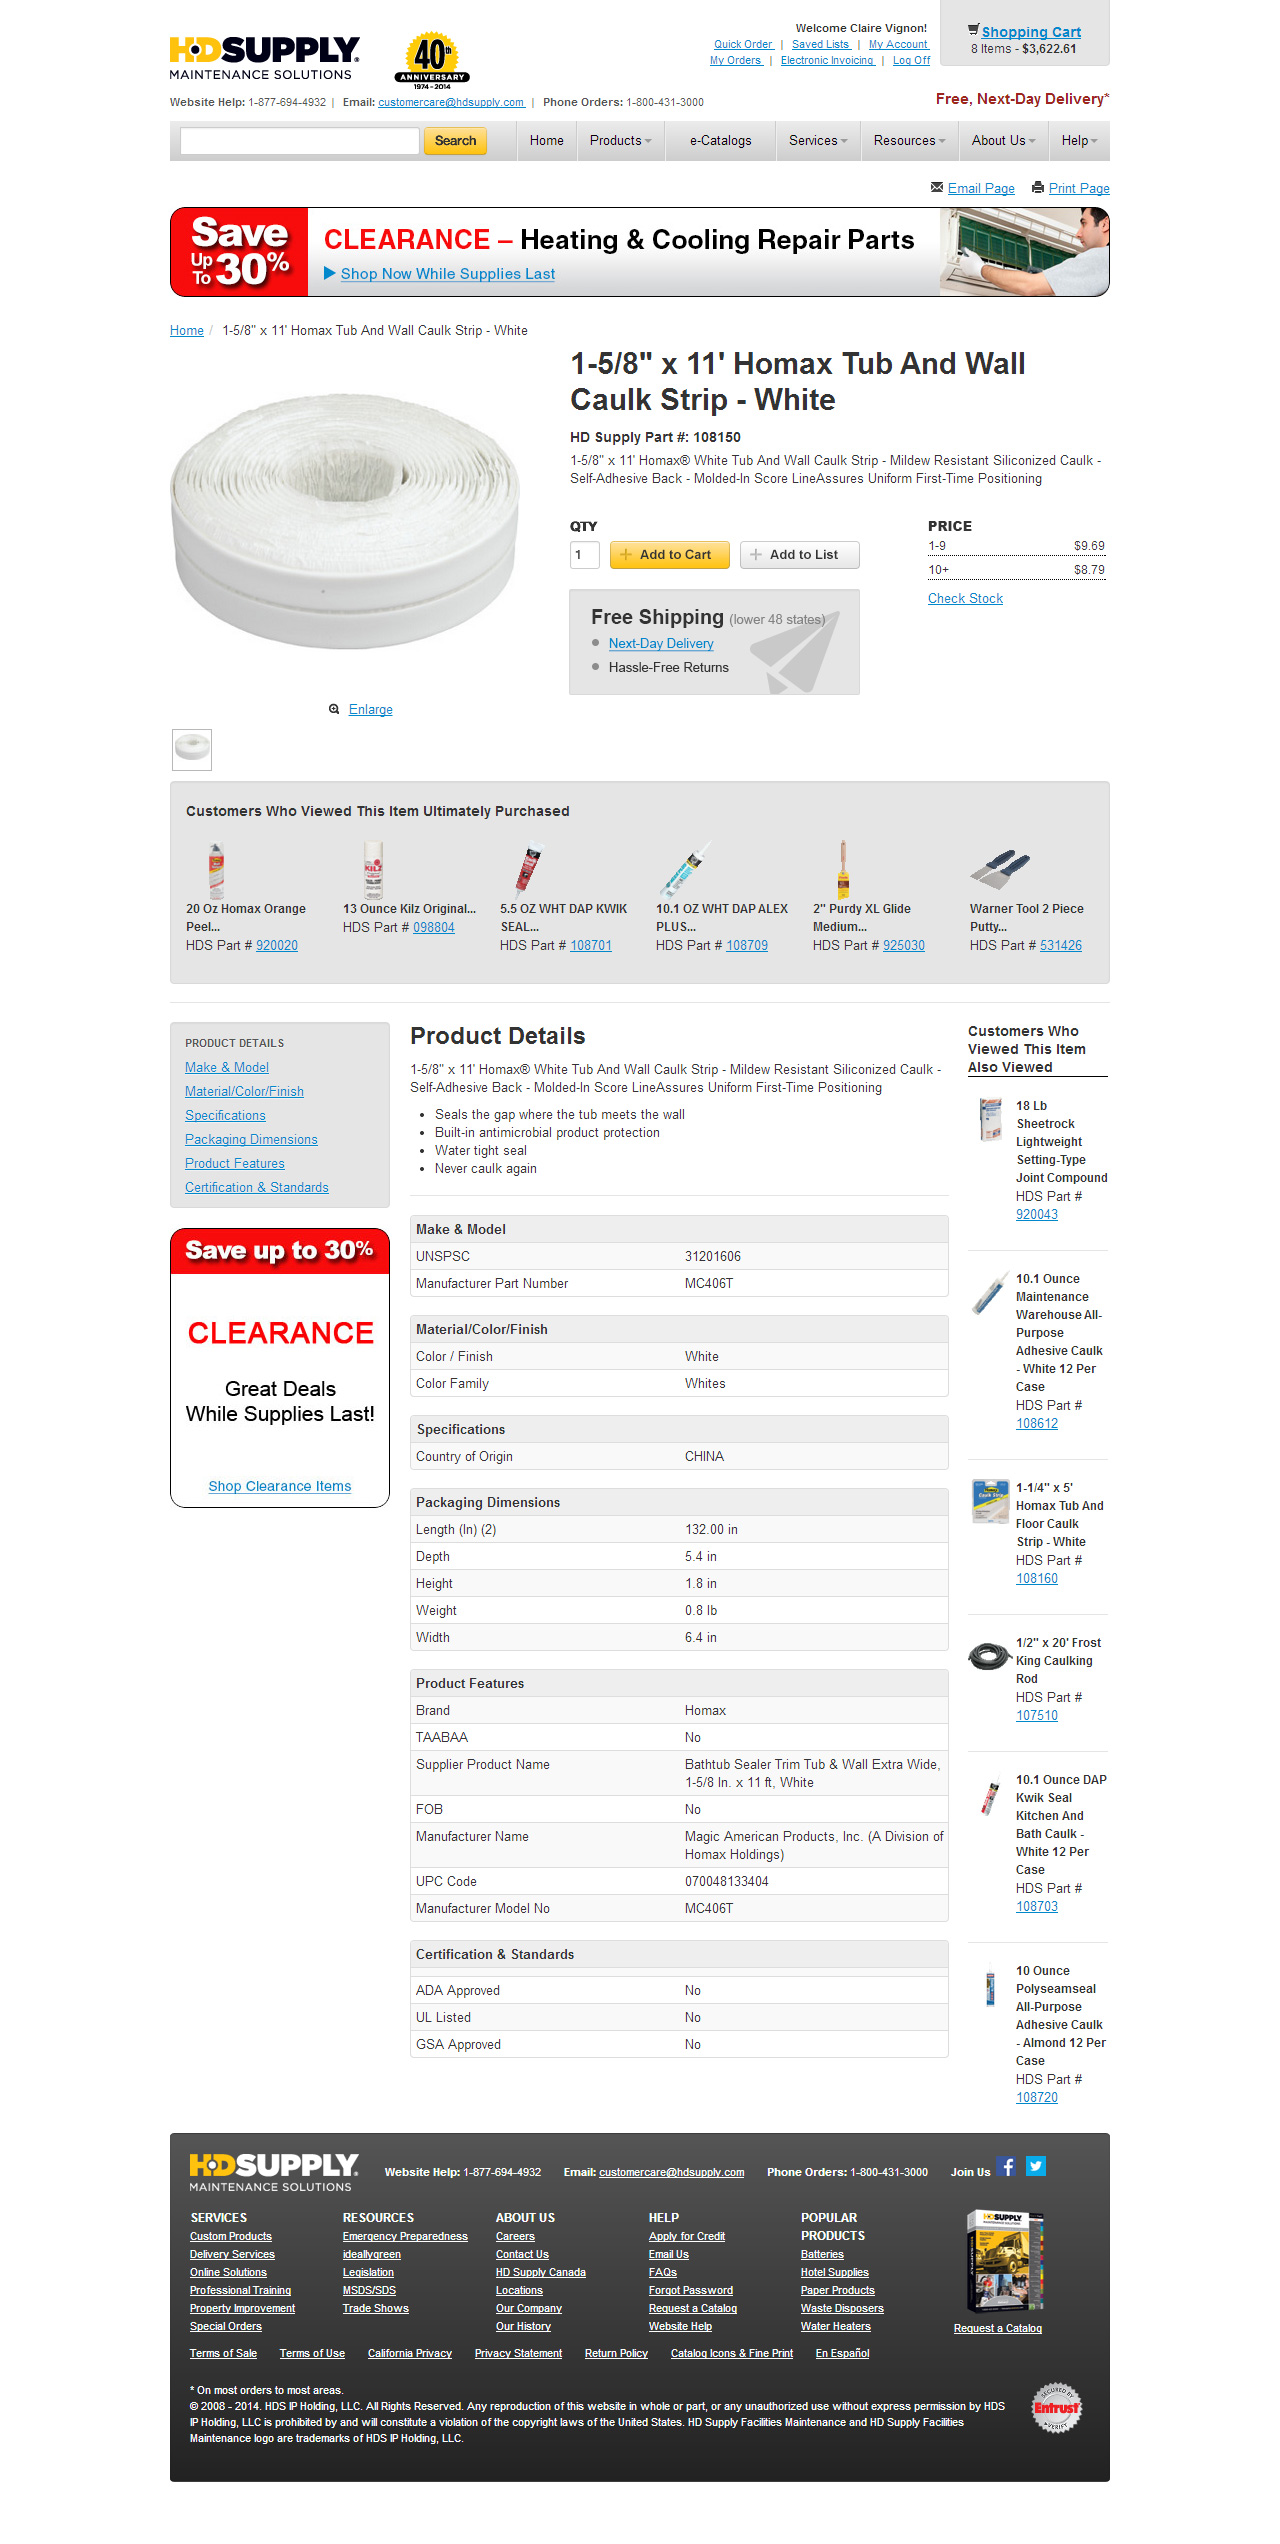 Welcome Claire Vignon!
Quick Order | Saved Lists | My Account
My Orders | Electronic Invoicing | Log Off
Shopping Cart
8 Items - $3,622.61
HDSUPPLY
MAINTENANCE SOLUTIONS
40th
ANNIVERSARY
1974-2014
Website Help: 1-877-694-4932 | Email: customercare@hdsupply.com | Phone Orders: 1-800-431-3000
Free, Next-Day Delivery*
Search
Home
Products
e-Catalogs
Services
Resources
About Us
Help
Email Page
Print Page
Save
Up To 30%
CLEARANCE – Heating & Cooling Repair Parts
Shop Now While Supplies Last
Home / 1-5/8" x 11' Homax Tub And Wall Caulk Strip - White
1-5/8" x 11' Homax Tub And Wall
Caulk Strip - White
HD Supply Part #: 108150
1-5/8" x 11' Homax® White Tub And Wall Caulk Strip - Mildew Resistant Siliconized Caulk -
Self-Adhesive Back - Molded-In Score LineAssures Uniform First-Time Positioning
QTY
1
Add to Cart
Add to List
PRICE
1-9 $9.69
10+ $8.79
Check Stock
Free Shipping (lower 48 states)
Next-Day Delivery
Hassle-Free Returns
Enlarge
Customers Who Viewed This Item Ultimately Purchased
20 Oz Homax Orange
Peel...
HDS Part # 920020
13 Ounce Kilz Original...
HDS Part # 098804
5.5 OZ WHT DAP KWIK
SEAL...
HDS Part # 108701
10.1 OZ WHT DAP ALEX
PLUS...
HDS Part # 108709
2" Purdy XL Glide
Medium...
HDS Part # 925030
Warner Tool 2 Piece
Putty...
HDS Part # 531426
PRODUCT DETAILS
Make & Model
Material/Color/Finish
Specifications
Packaging Dimensions
Product Features
Certification & Standards
Save up to 30%
CLEARANCE
Great Deals
While Supplies Last!
Shop Clearance Items
Product Details
1-5/8" x 11' Homax® White Tub And Wall Caulk Strip - Mildew Resistant Siliconized Caulk -
Self-Adhesive Back - Molded-In Score LineAssures Uniform First-Time Positioning
• Seals the gap where the tub meets the wall
• Built-in antimicrobial product protection
• Water tight seal
• Never caulk again
Make & Model
UNSPSC 31201606
Manufacturer Part Number MC406T
Material/Color/Finish
Color / Finish White
Color Family Whites
Specifications
Country of Origin CHINA
Packaging Dimensions
Length (In) (2) 132.00 in
Depth 5.4 in
Height 1.8 in
Weight 0.8 lb
Width 6.4 in
Product Features
Brand Homax
TAABAA No
Supplier Product Name Bathtub Sealer Trim Tub & Wall Extra Wide,
1-5/8 In. x 11 ft, White
FOB No
Manufacturer Name Magic American Products, Inc. (A Division of
Homax Holdings)
UPC Code 070048133404
Manufacturer Model No MC406T
Certification & Standards
ADA Approved No
UL Listed No
GSA Approved No
Customers Who
Viewed This Item
Also Viewed
18 Lb
Sheetrock
Lightweight
Setting-Type
Joint Compound
HDS Part #
920043
10.1 Ounce
Maintenance
Warehouse All-
Purpose
Adhesive Caulk
- White 12 Per
Case
HDS Part #
108612
1-1/4" x 5'
Homax Tub And
Floor Caulk
Strip - White
HDS Part #
108160
1/2" x 20' Frost
King Caulking
Rod
HDS Part #
107510
10.1 Ounce DAP
Kwik Seal
Kitchen And
Bath Caulk -
White 12 Per
Case
HDS Part #
108703
10 Ounce
Polyseamseal
All-Purpose
Adhesive Caulk
- Almond 12 Per
Case
HDS Part #
108720
HDSUPPLY
MAINTENANCE SOLUTIONS
Website Help: 1-877-694-4932 Email: customercare@hdsupply.com Phone Orders: 1-800-431-3000 Join Us
SERVICES
Custom Products
Delivery Services
Online Solutions
Professional Training
Property Improvement
Special Orders
RESOURCES
Emergency Preparedness
ideallygreen
Legislation
MSDS/SDS
Trade Shows
ABOUT US
Careers
Contact Us
HD Supply Canada
Locations
Our Company
Our History
HELP
Apply for Credit
Email Us
FAQs
Forgot Password
Request a Catalog
Website Help
POPULAR
PRODUCTS
Batteries
Hotel Supplies
Paper Products
Waste Disposers
Water Heaters
HDSUPPLY
Request a Catalog
Terms of Sale Terms of Use California Privacy Privacy Statement Return Policy Catalog Icons & Fine Print En Español
* On most orders to most areas.
© 2008 - 2014. HDS IP Holding, LLC. All Rights Reserved. Any reproduction of this website in whole or part, or any unauthorized use without express permission by HDS
IP Holding, LLC is prohibited by and will constitute a violation of the copyright laws of the United States. HD Supply Facilities Maintenance and HD Supply Facilities
Maintenance logo are trademarks of HDS IP Holding, LLC.
SECURED BY
Entrust
VERIFY